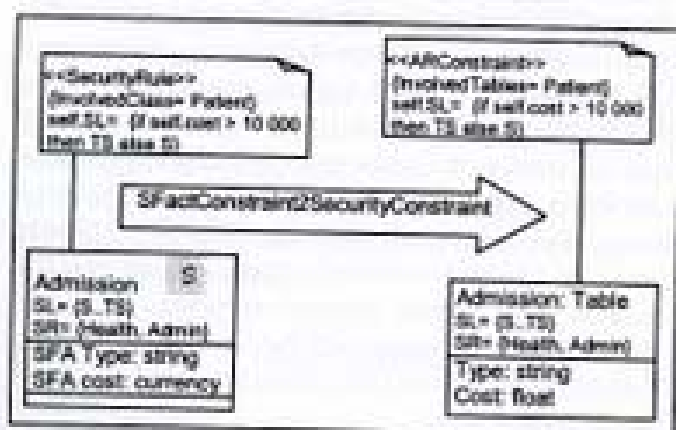 <<SecurityRule>>
{InvolvedClass= Patient}
self.SL= (if self.cost > 10 000
then TS else S)
<<ARConstraint>>
{InvolvedTables= Patient}
self.SL= (if self.cost > 10 000
then TS else S)
SFactConstraint2SecurityConstraint
S
Admission
SL= {S..TS}
SR= {Health, Admin}
SFA Type: string
SFA cost: currency
Admission: Table
SL= {S..TS}
SR= {Health, Admin}
Type: string
Cost: float